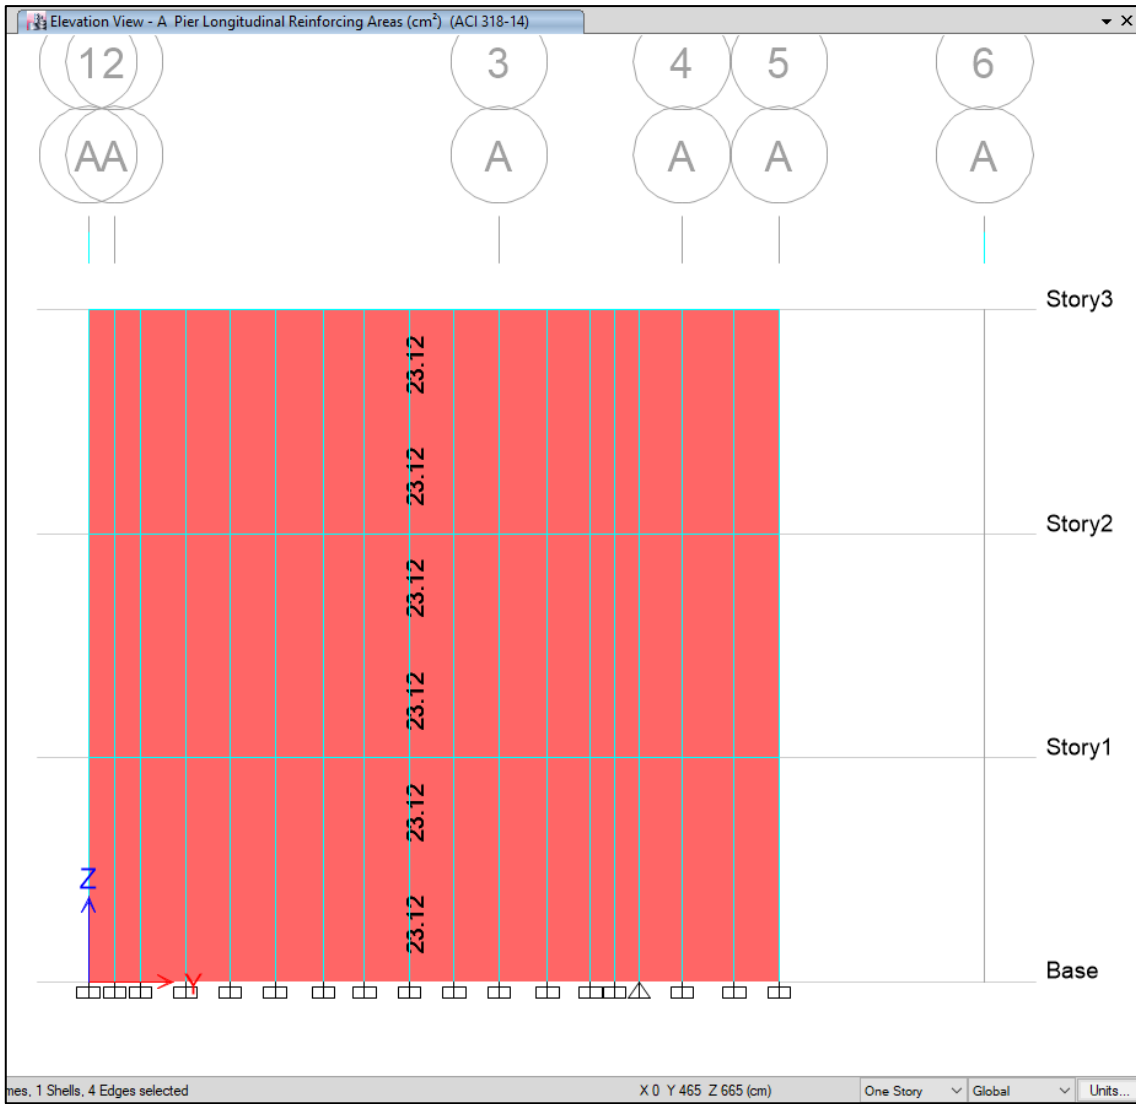 Elevation View - A Pier Longitudinal Reinforcing Areas (cm²) (ACI 318-14)
1 2 3 4 5 6
A A A A A A
Story3
23.12
23.12
Story2
23.12
23.12
Story1
23.12
Z
23.12
Base
Y
mes, 1 Shells, 4 Edges selected
X 0 Y 465 Z 665 (cm)
One Story
Global
Units...